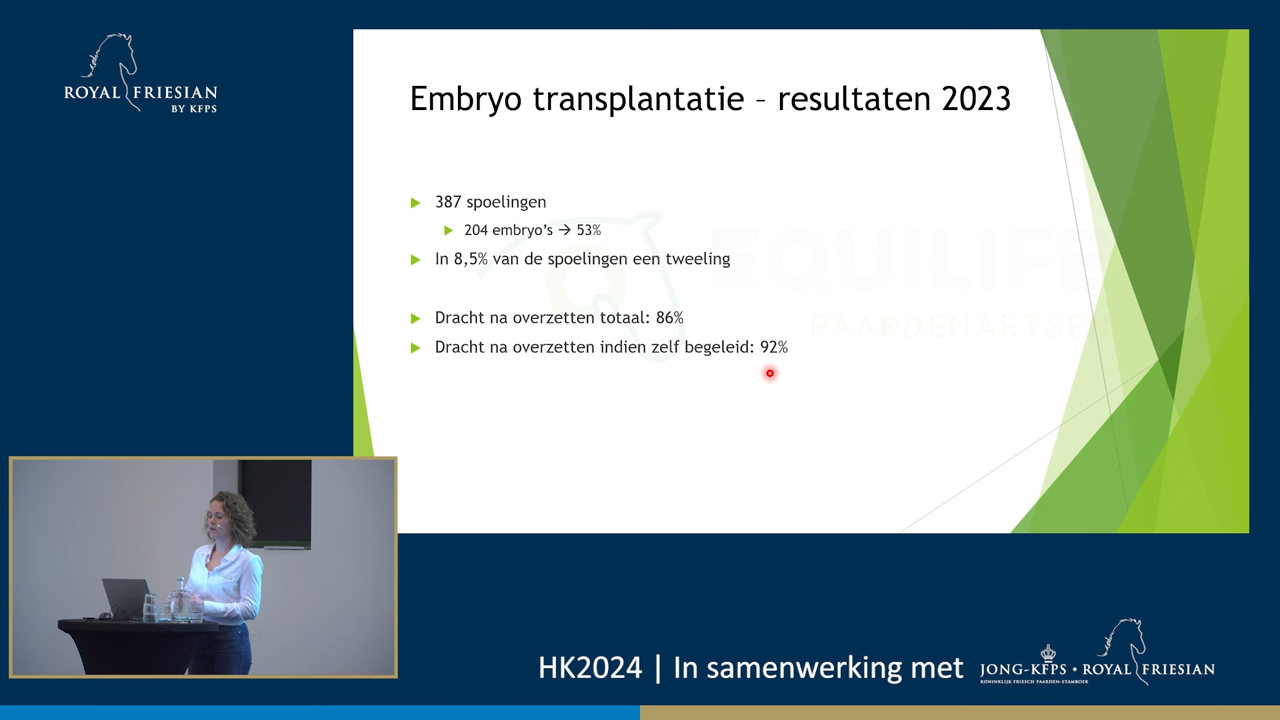 ROYAL FRIESIAN
BY KFPS
Embryo transplantatie – resultaten 2023
387 spoelingen
204 embryo's → 53%
In 8,5% van de spoelingen een tweeling
Dracht na overzetten totaal: 86%
Dracht na overzetten indien zelf begeleid: 92%
EQUILIFE
PAARDENARTSE
HK2024 | In samenwerking met
JONG-KFPS • ROYAL FRIESIAN
KONINKLIJK FRIESCH PAARDEN-STAMBOEK